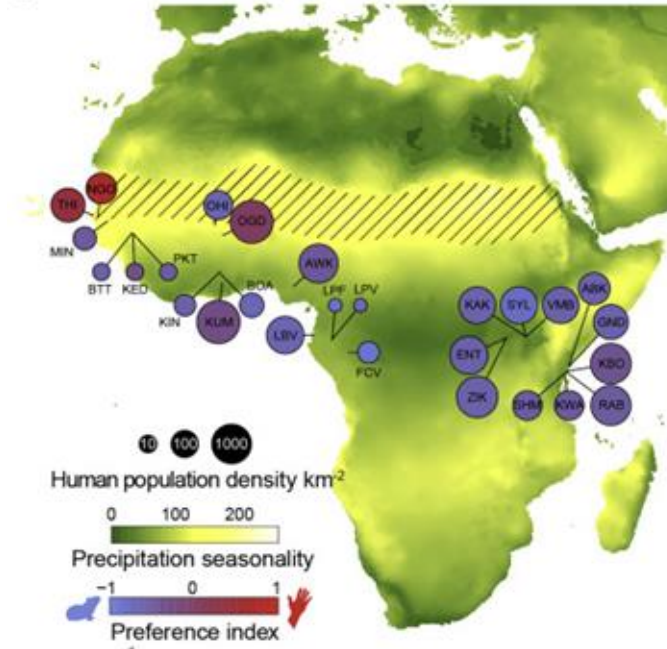 NGO
THI
OHI
OGD
MIN
PKT
BTT
KED
AWK
BOA
LPF
LPV
KIN
KUM
LBV
FCV
KAK
SYL
VMB
ABK
GND
ENT
KBO
ZIK
SHM
KWA
RAB
10
100
1000
Human population density km-2
0
100
200
Precipitation seasonality
−1
0
1
Preference index